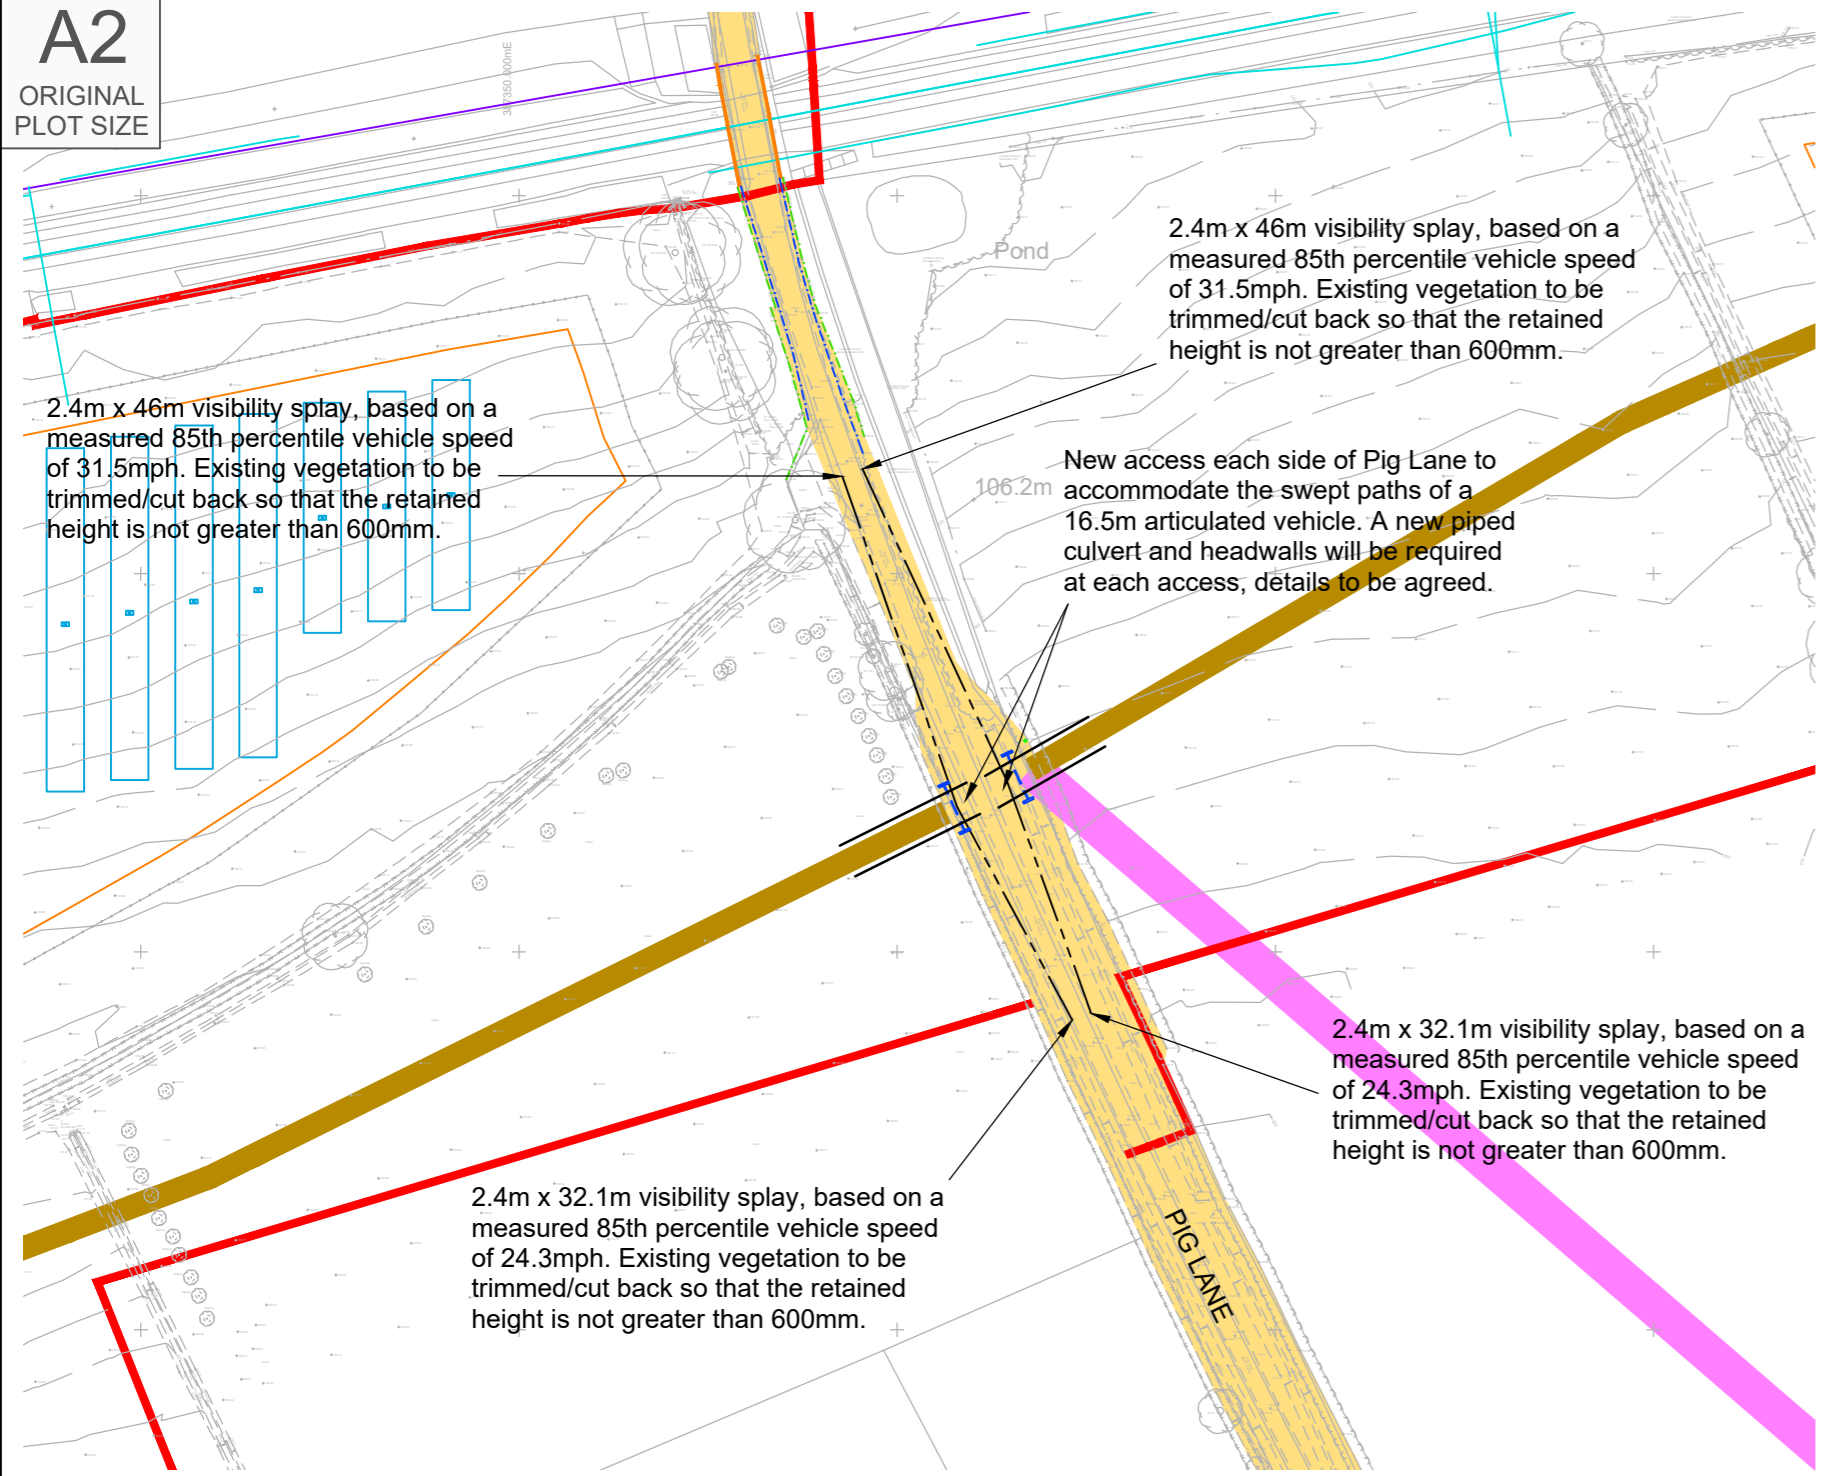 A2
ORIGINAL
PLOT SIZE
2.4m x 46m visibility splay, based on a
measured 85th percentile vehicle speed
of 31.5mph. Existing vegetation to be
trimmed/cut back so that the retained
height is not greater than 600mm.
Pond
2.4m x 46m visibility splay, based on a
measured 85th percentile vehicle speed
of 31.5mph. Existing vegetation to be
trimmed/cut back so that the retained
height is not greater than 600mm.
106.2m
New access each side of Pig Lane to
accommodate the swept paths of a
16.5m articulated vehicle. A new piped
culvert and headwalls will be required
at each access, details to be agreed.
2.4m x 32.1m visibility splay, based on a
measured 85th percentile vehicle speed
of 24.3mph. Existing vegetation to be
trimmed/cut back so that the retained
height is not greater than 600mm.
2.4m x 32.1m visibility splay, based on a
measured 85th percentile vehicle speed
of 24.3mph. Existing vegetation to be
trimmed/cut back so that the retained
height is not greater than 600mm.
PIG LANE